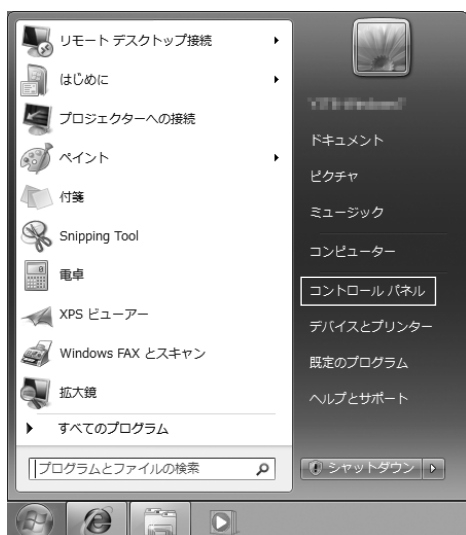 リモート デスクトップ接続
はじめに
プロジェクターへの接続
ペイント
付箋
Snipping Tool
電卓
XPS ビューアー
Windows FAX とスキャン
拡大鏡
すべてのプログラム
プログラムとファイルの検索
ドキュメント
ピクチャ
ミュージック
コンピューター
コントロール パネル
デバイスとプリンター
既定のプログラム
ヘルプとサポート
シャットダウン